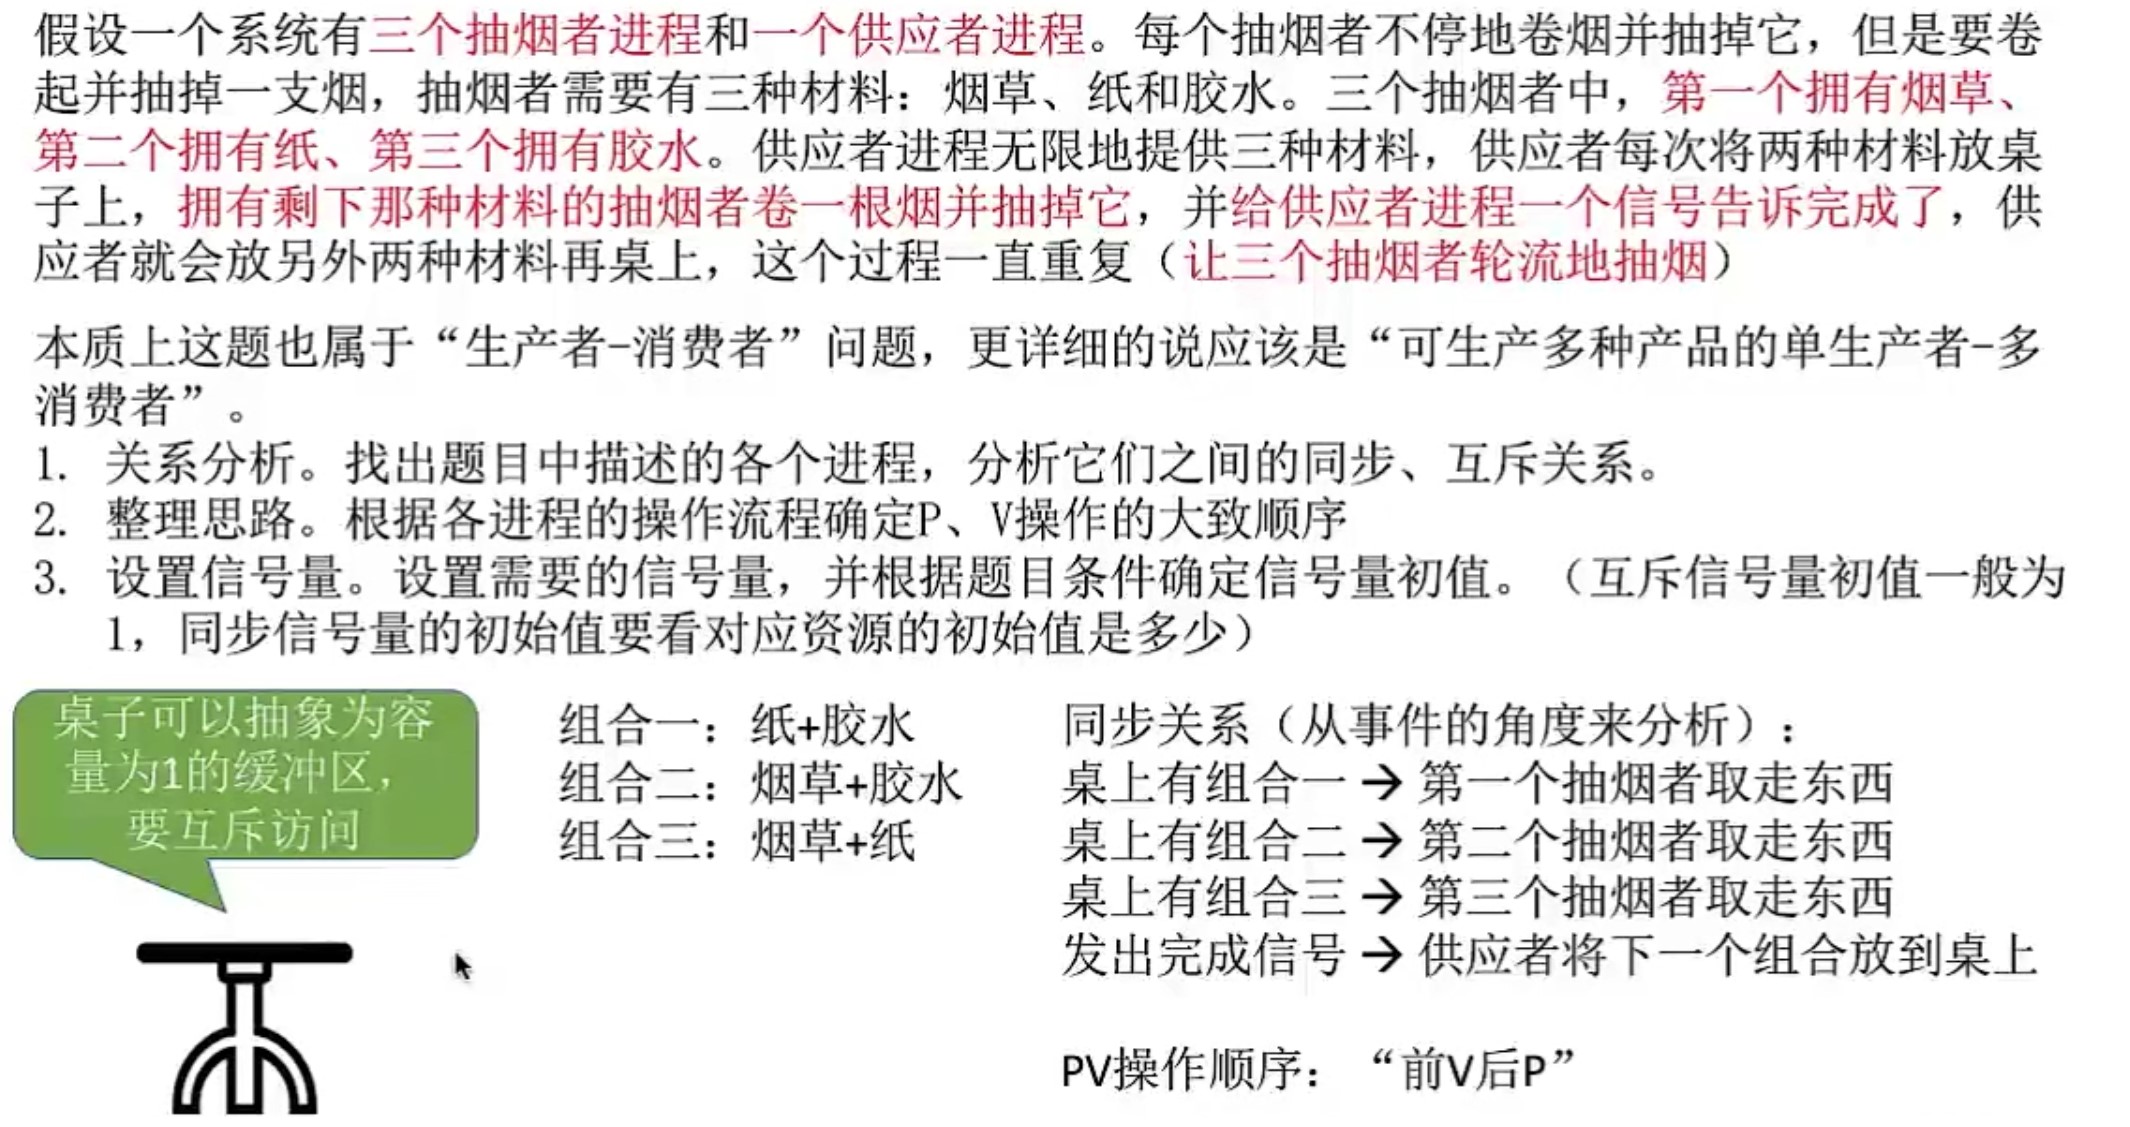 假设一个系统有三个抽烟者进程和一个供应者进程。每个抽烟者不停地卷烟并抽掉它，但是要卷
起并抽掉一支烟，抽烟者需要有三种材料：烟草、纸和胶水。三个抽烟者中，第一个拥有烟草、
第二个拥有纸、第三个拥有胶水。供应者进程无限地提供三种材料，供应者每次将两种材料放桌
子上，拥有剩下那种材料的抽烟者卷一根烟并抽掉它，并给供应者进程一个信号告诉完成了，供
应者就会放另外两种材料再桌上，这个过程一直重复（让三个抽烟者轮流地抽烟）
本质上这题也属于“生产者-消费者”问题，更详细的说应该是“可生产多种产品的单生产者-多
消费者”。
1. 关系分析。找出题目中描述的各个进程，分析它们之间的同步、互斥关系。
2. 整理思路。根据各进程的操作流程确定P、V操作的大致顺序
3. 设置信号量。设置需要的信号量，并根据题目条件确定信号量初值。（互斥信号量初值一般为
1，同步信号量的初始值要看对应资源的初始值是多少）
桌子可以抽象为容
量为1的缓冲区，
要互斥访问
组合一：纸+胶水
组合二：烟草+胶水
组合三：烟草+纸
同步关系（从事件的角度来分析）：
桌上有组合一 → 第一个抽烟者取走东西
桌上有组合二 → 第二个抽烟者取走东西
桌上有组合三 → 第三个抽烟者取走东西
发出完成信号 → 供应者将下一个组合放到桌上
PV操作顺序：“前V后P”